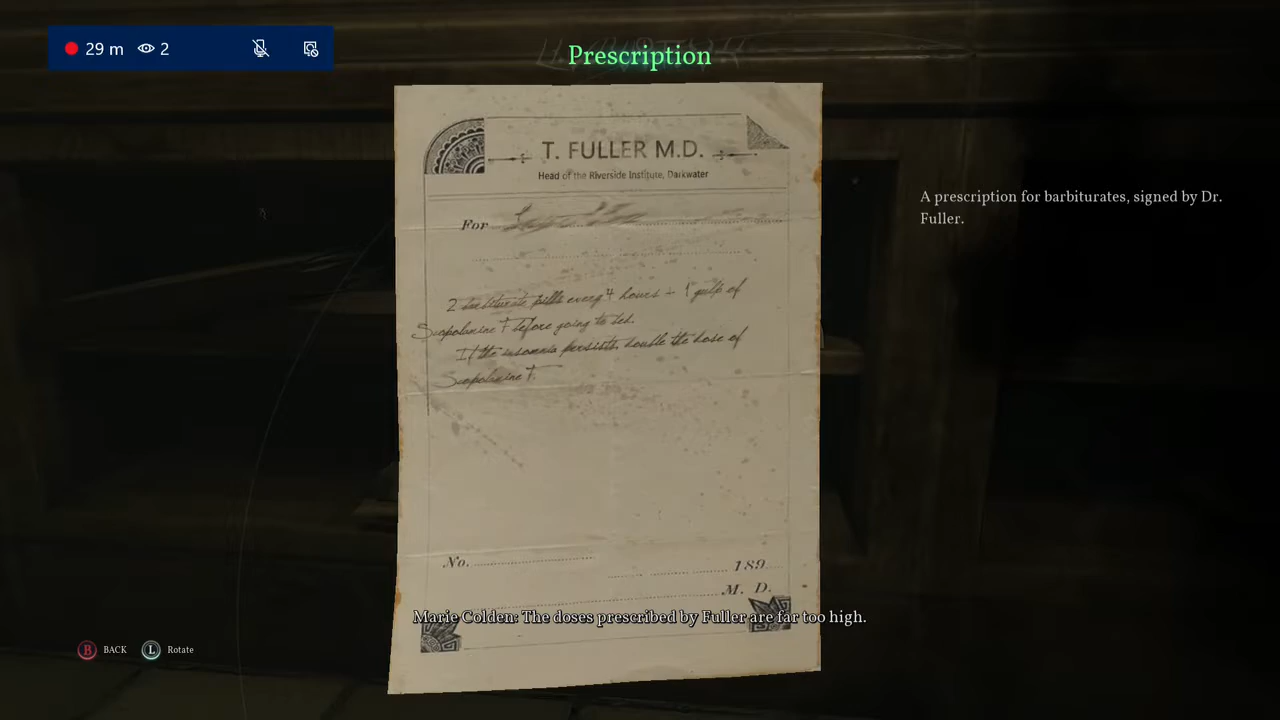 29 m 2
Prescription
T. FULLER M.D.
Head of the Riverside Institute, Darkwater
A prescription for barbiturates, signed by Dr.
Fuller.
For
2 barbiturate pills every 4 hours + 1 gulp of
Scopolamine T before going to bed.
If the insomnia persists, double the dose of
Scopolamine T.
No.
189
M. D.
Marie Colden: The doses prescribed by Fuller are far too high.
B BACK L Rotate